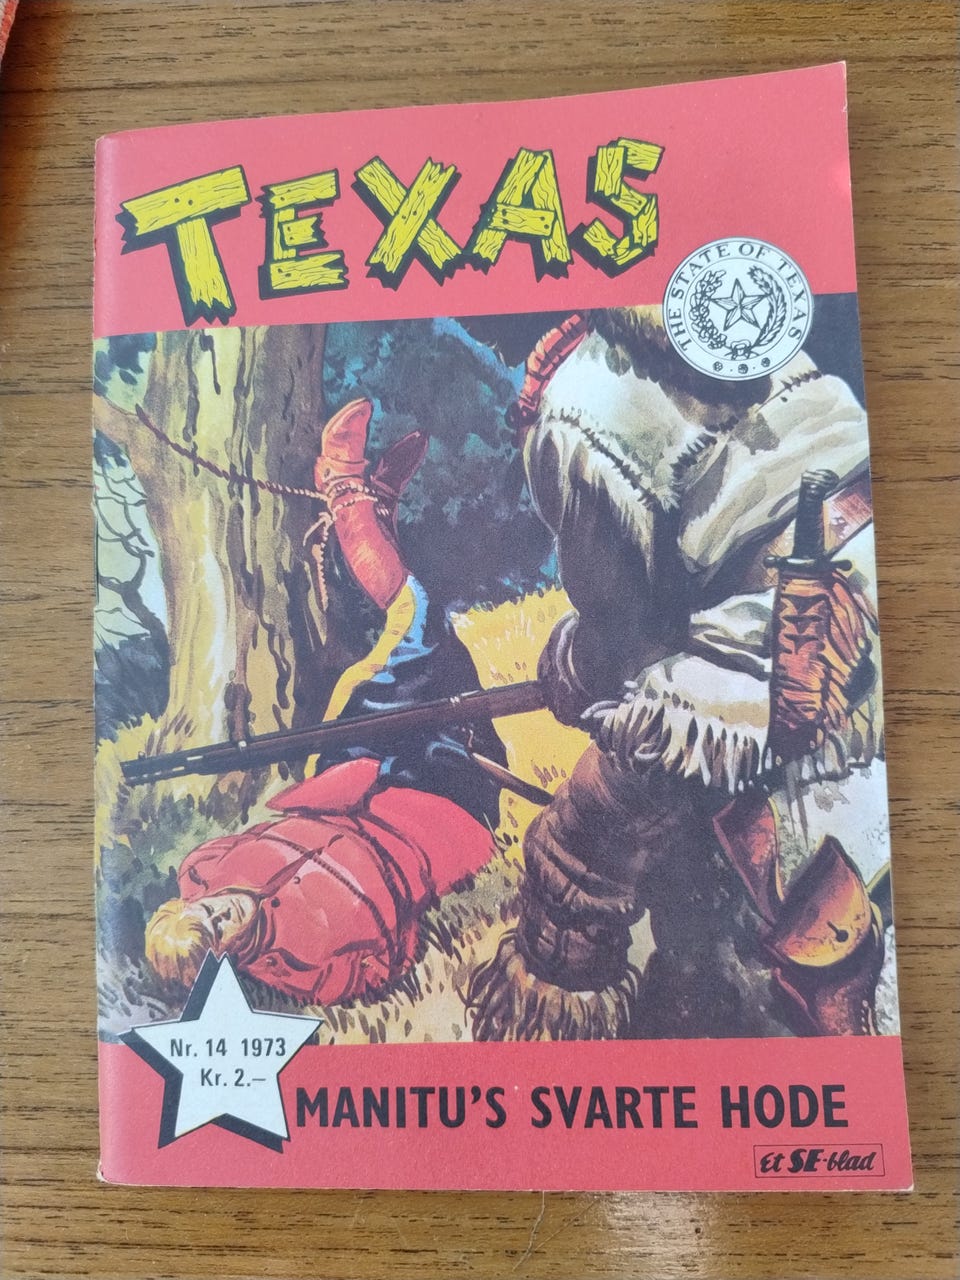 TEXAS
THE STATE OF TEXAS
Nr. 14 1973
Kr. 2.–
MANITU'S SVARTE HODE
Et SE-blad